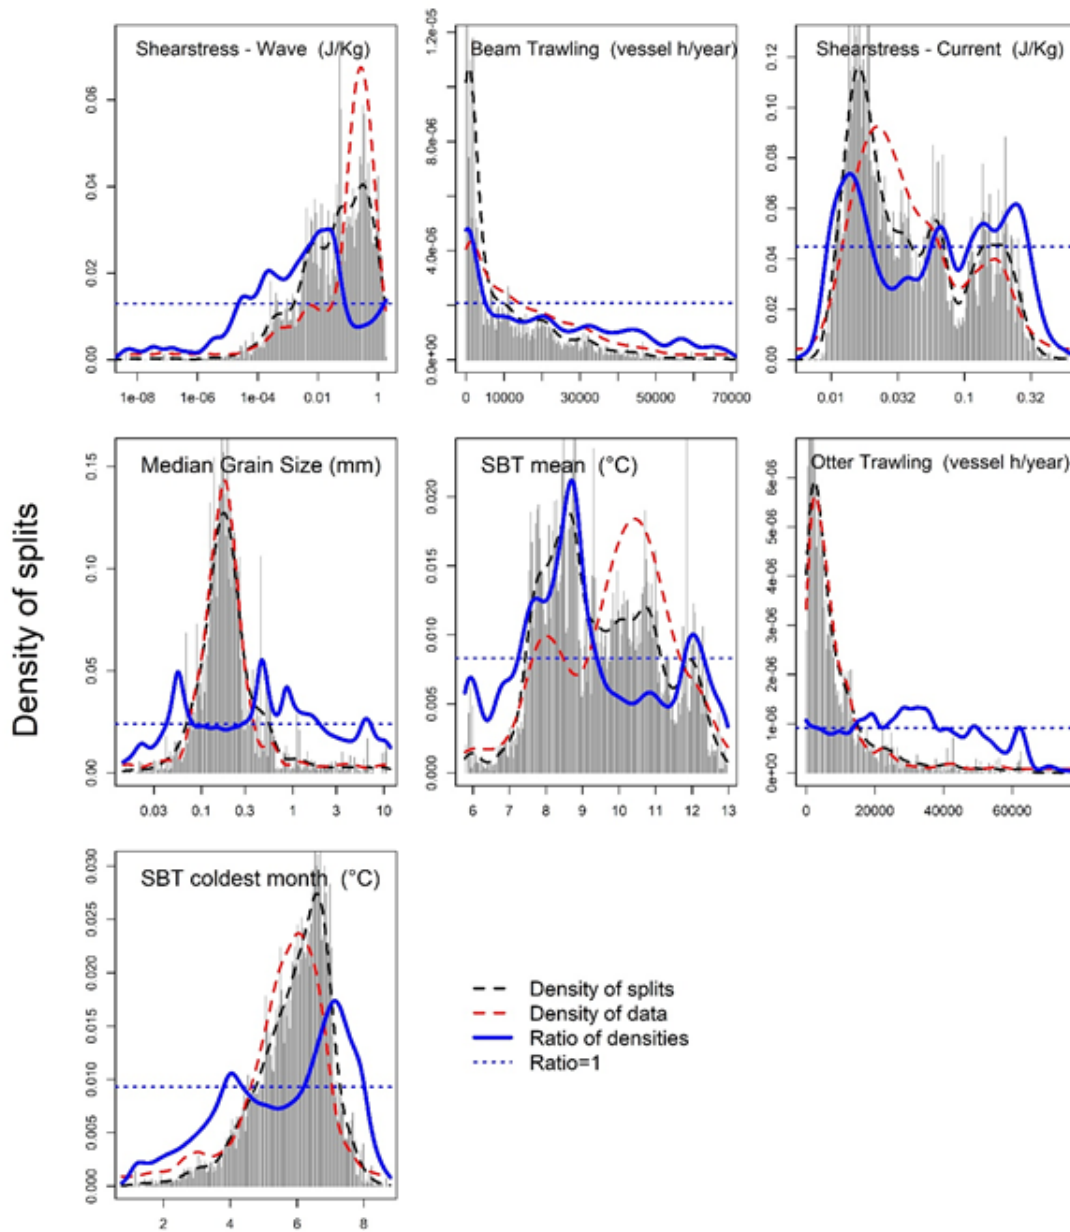 Density of splits
Shearstress - Wave (J/Kg)
0.00 0.02 0.04 0.06
1e-08 1e-06 1e-04 0.01 1
Beam Trawling (vessel h/year)
0.0e+00 4.0e-06 8.0e-06 1.2e-05
0 10000 30000 50000 70000
Shearstress - Current (J/Kg)
0.00 0.02 0.04 0.06 0.08 0.10 0.12
0.01 0.032 0.1 0.32
Median Grain Size (mm)
0.00 0.05 0.10 0.15
0.03 0.1 0.3 1 3 10
SBT mean (°C)
0.000 0.005 0.010 0.015 0.020
6 7 8 9 10 11 12 13
Otter Trawling (vessel h/year)
0e+00 1e-06 2e-06 3e-06 4e-06 5e-06 6e-06
0 20000 40000 60000
SBT coldest month (°C)
0.000 0.005 0.010 0.015 0.020 0.025 0.030
2 4 6 8
Density of splits
Density of data
Ratio of densities
Ratio=1